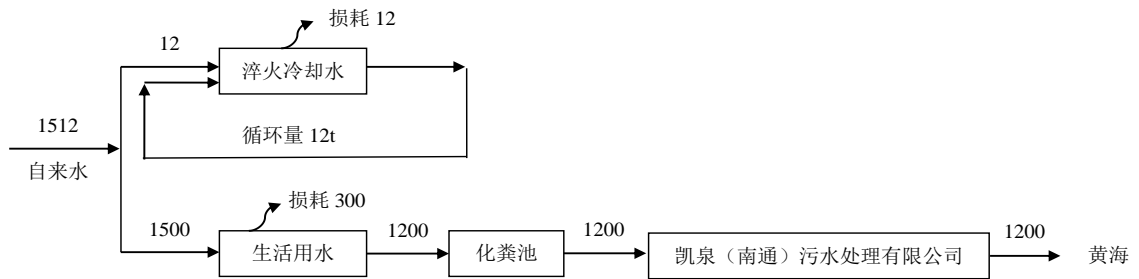 损耗 12
12
淬火冷却水
1512
循环量 12t
自来水
损耗 300
1500
生活用水
1200
化粪池
1200
凯泉（南通）污水处理有限公司
1200
黄海